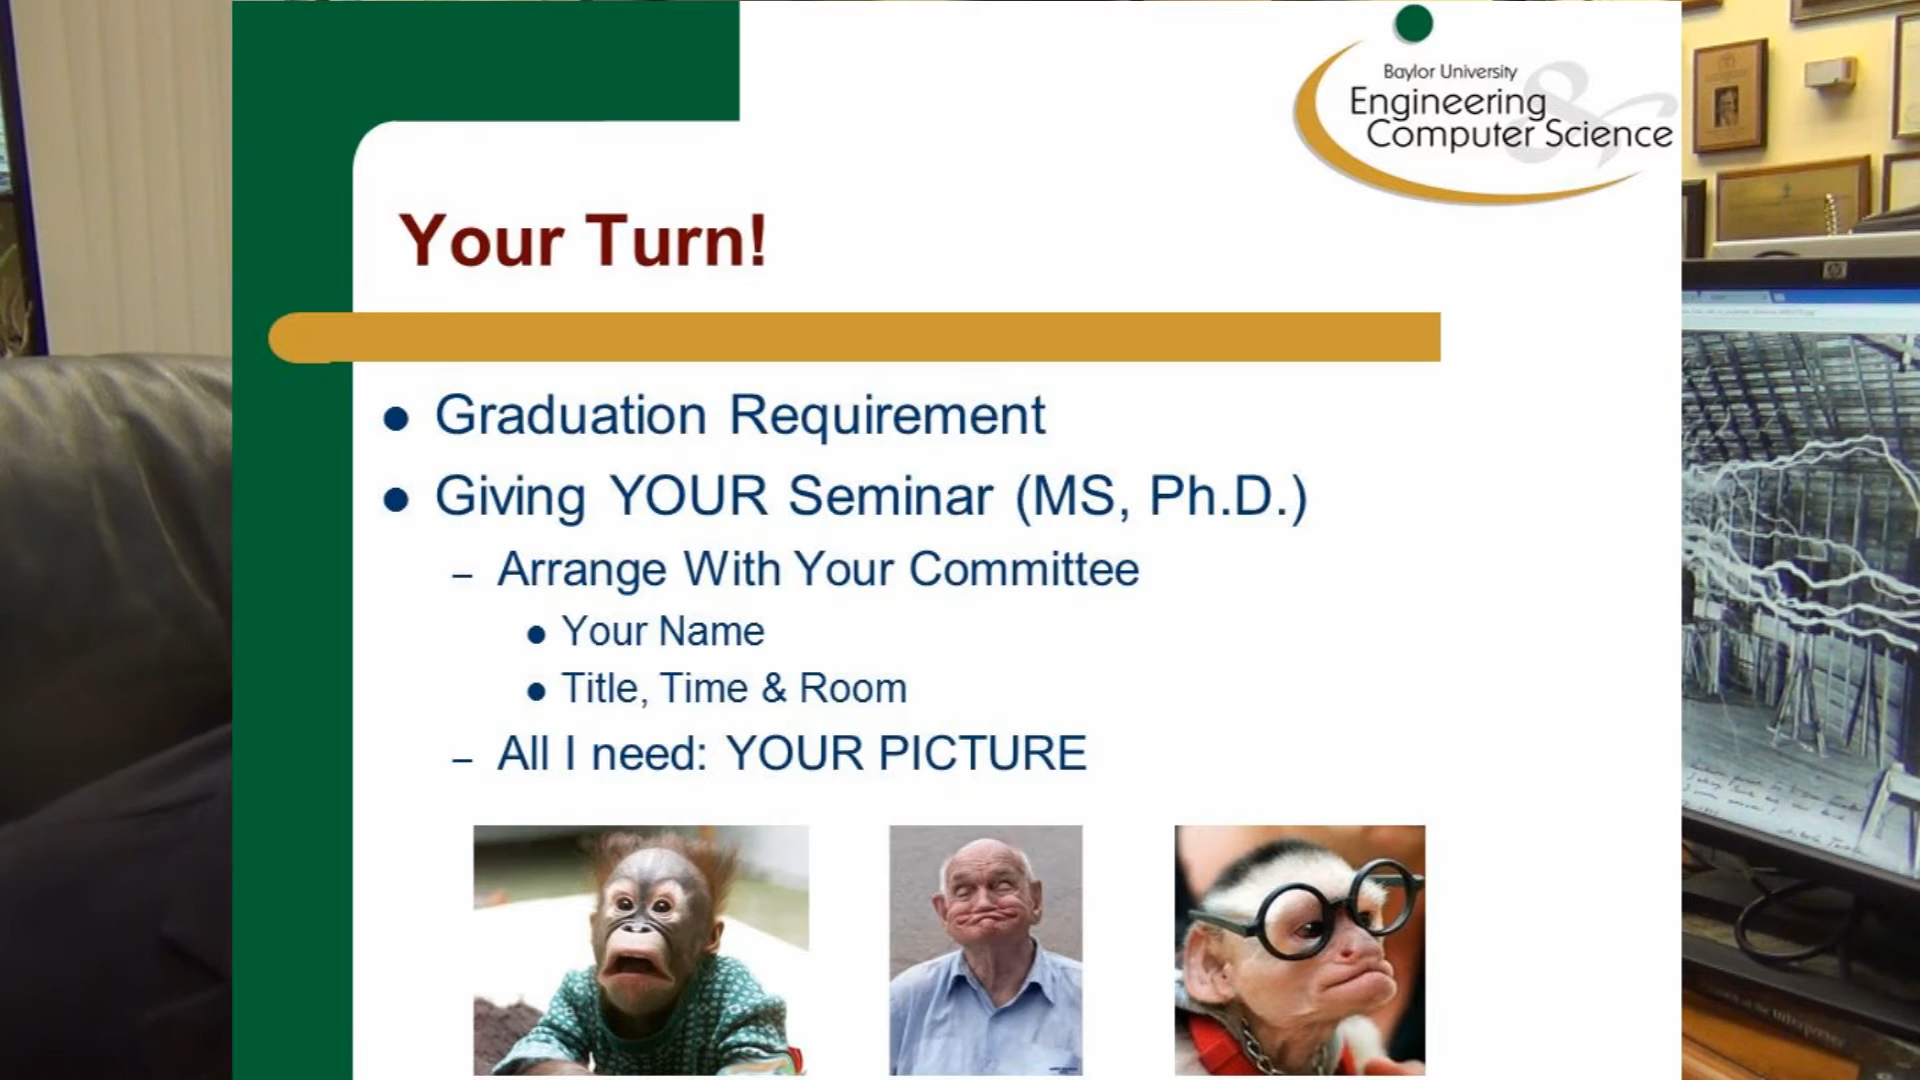 Baylor University
Engineering &
Computer Science
Your Turn!
● Graduation Requirement
● Giving YOUR Seminar (MS, Ph.D.)
– Arrange With Your Committee
● Your Name
● Title, Time & Room
– All I need: YOUR PICTURE
hp